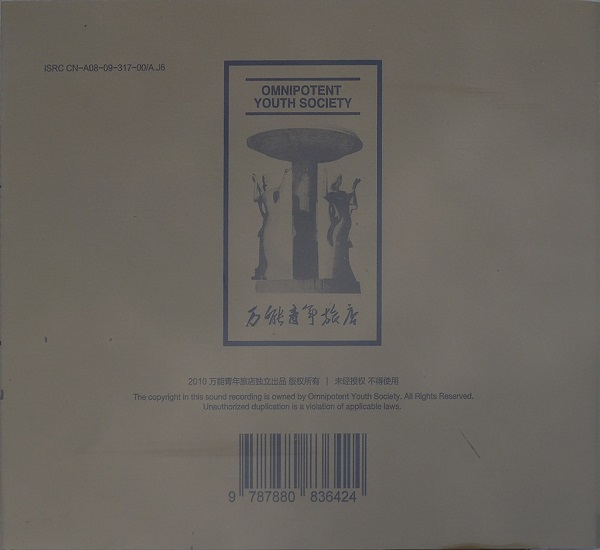 ISRC CN-A08-09-317-00/A.J6
OMNIPOTENT
YOUTH SOCIETY
万能青年旅店
2010 万能青年旅店独立出品 版权所有 | 未经授权 不得使用
The copyright in this sound recording is owned by Omnipotent Youth Society. All Rights Reserved.
Unauthorized duplication is a violation of applicable laws.
9 787880 836424